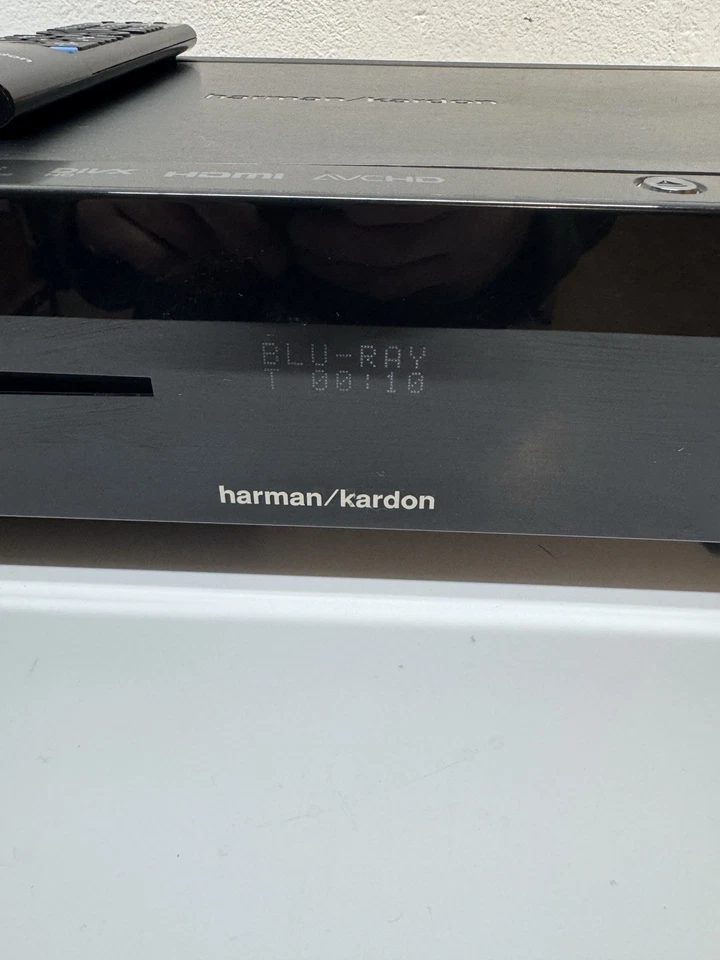 harman/kardon
DIVX HDMI AVCHD
BLU-RAY
T 00:10
harman/kardon